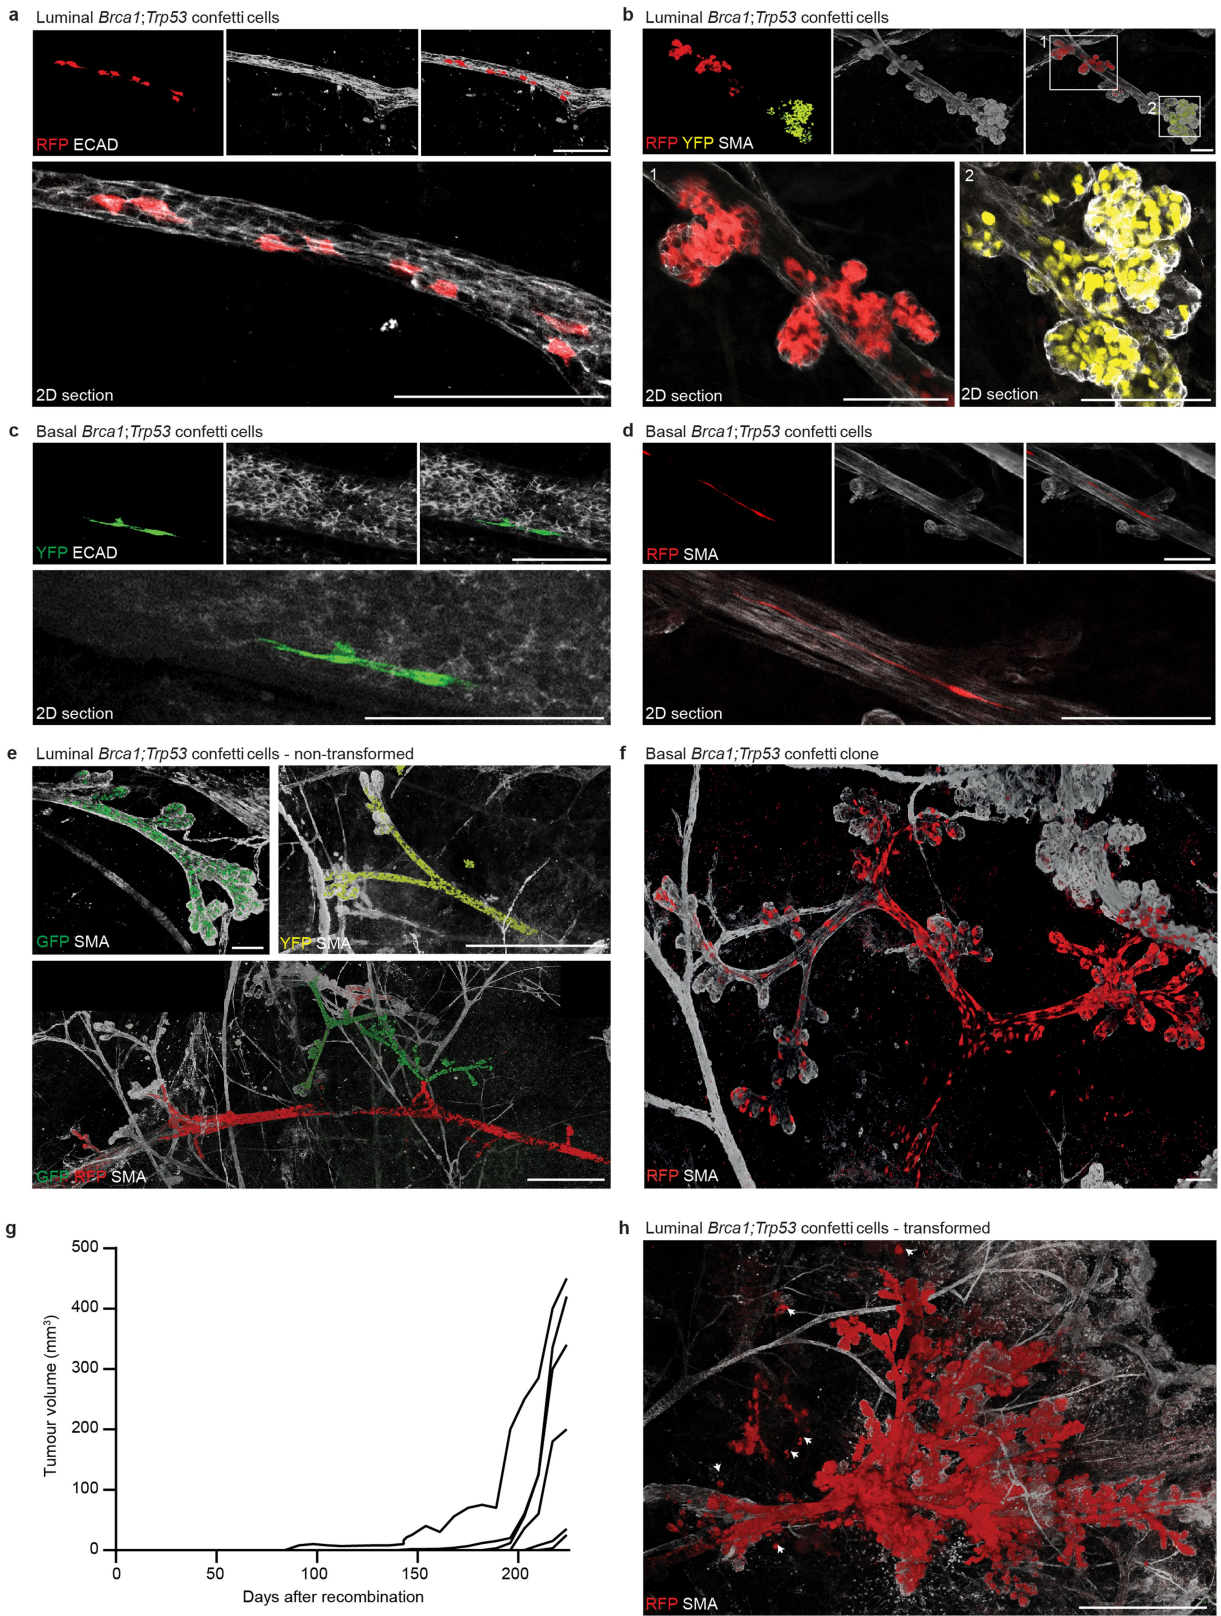 a Luminal Brca1;Trp53 confetti cells
RFP ECAD
2D section
b Luminal Brca1;Trp53 confetti cells
RFP YFP SMA
1
2
1
2D section
2
2D section
c Basal Brca1;Trp53 confetti cells
YFP ECAD
2D section
d Basal Brca1;Trp53 confetti cells
RFP SMA
2D section
e Luminal Brca1;Trp53 confetti cells - non-transformed
GFP SMA
YFP SMA
GFP RFP SMA
f Basal Brca1;Trp53 confetti clone
RFP SMA
g
Tumour volume (mm³)
500
400
300
200
100
0
0 50 100 150 200
Days after recombination
h Luminal Brca1;Trp53 confetti cells - transformed
RFP SMA